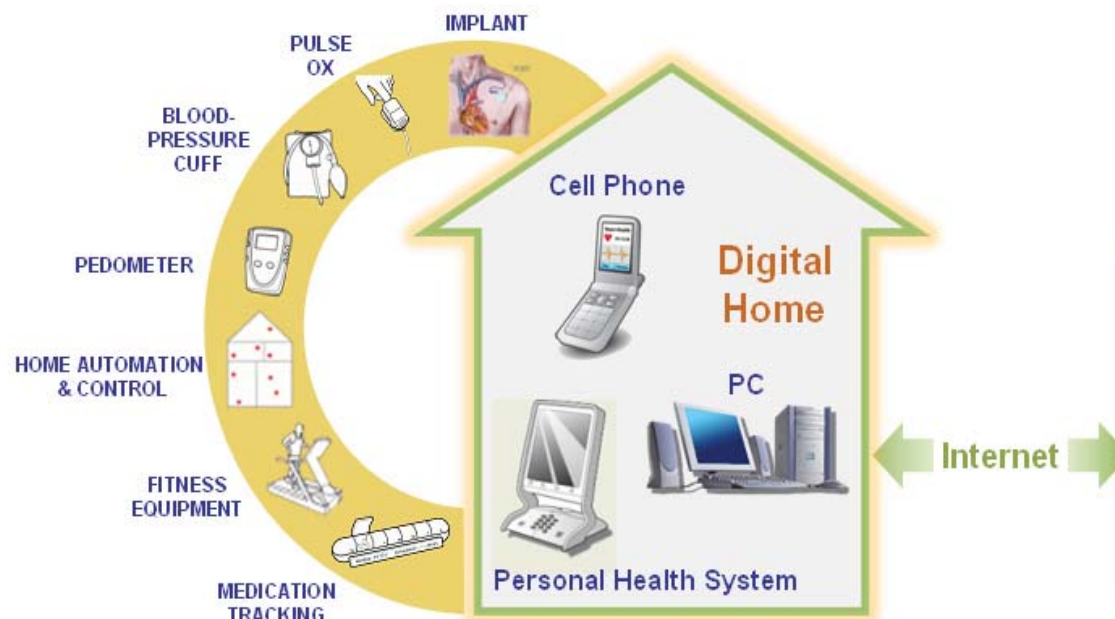 IMPLANT
PULSE
OX
BLOOD-
PRESSURE
CUFF
PEDOMETER
HOME AUTOMATION
& CONTROL
FITNESS
EQUIPMENT
MEDICATION
TRACKING
Cell Phone
Digital
Home
PC
Personal Health System
Internet